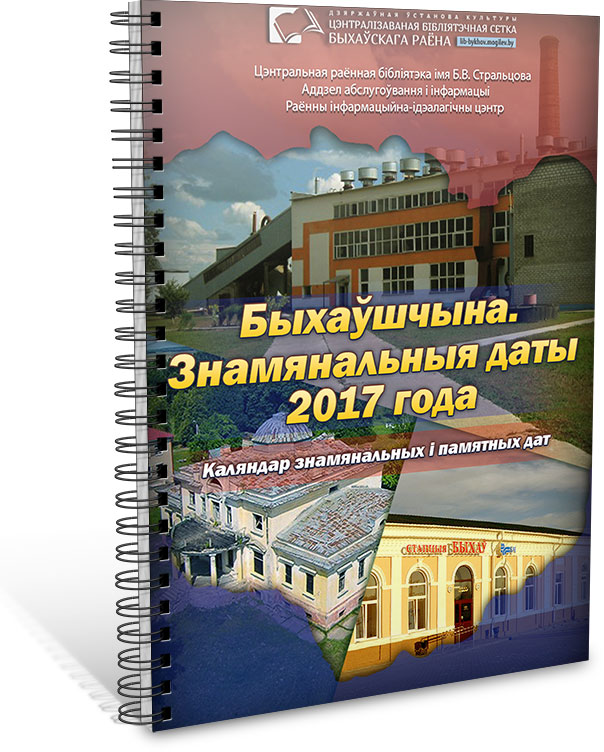 ДЗЯРЖАЎНАЯ ЎСТАНОВА КУЛЬТУРЫ
ЦЭНТРАЛІЗАВАНАЯ БІБЛІЯТЭЧНАЯ СЕТКА
БЫХАЎСКАГА РАЁНА lib-bykhov.mogilev.by
Цэнтральная раённая бібліятэка імя Б.В. Стральцова
Аддзел абслугоўвання і інфармацыі
Раённы інфармацыйна-ідэалагічны цэнтр
Быхаўшчына.
Знамянальныя даты
2017 года
Каляндар знамянальных і памятных дат
СТАНЦЫЯ БЫХАЎ